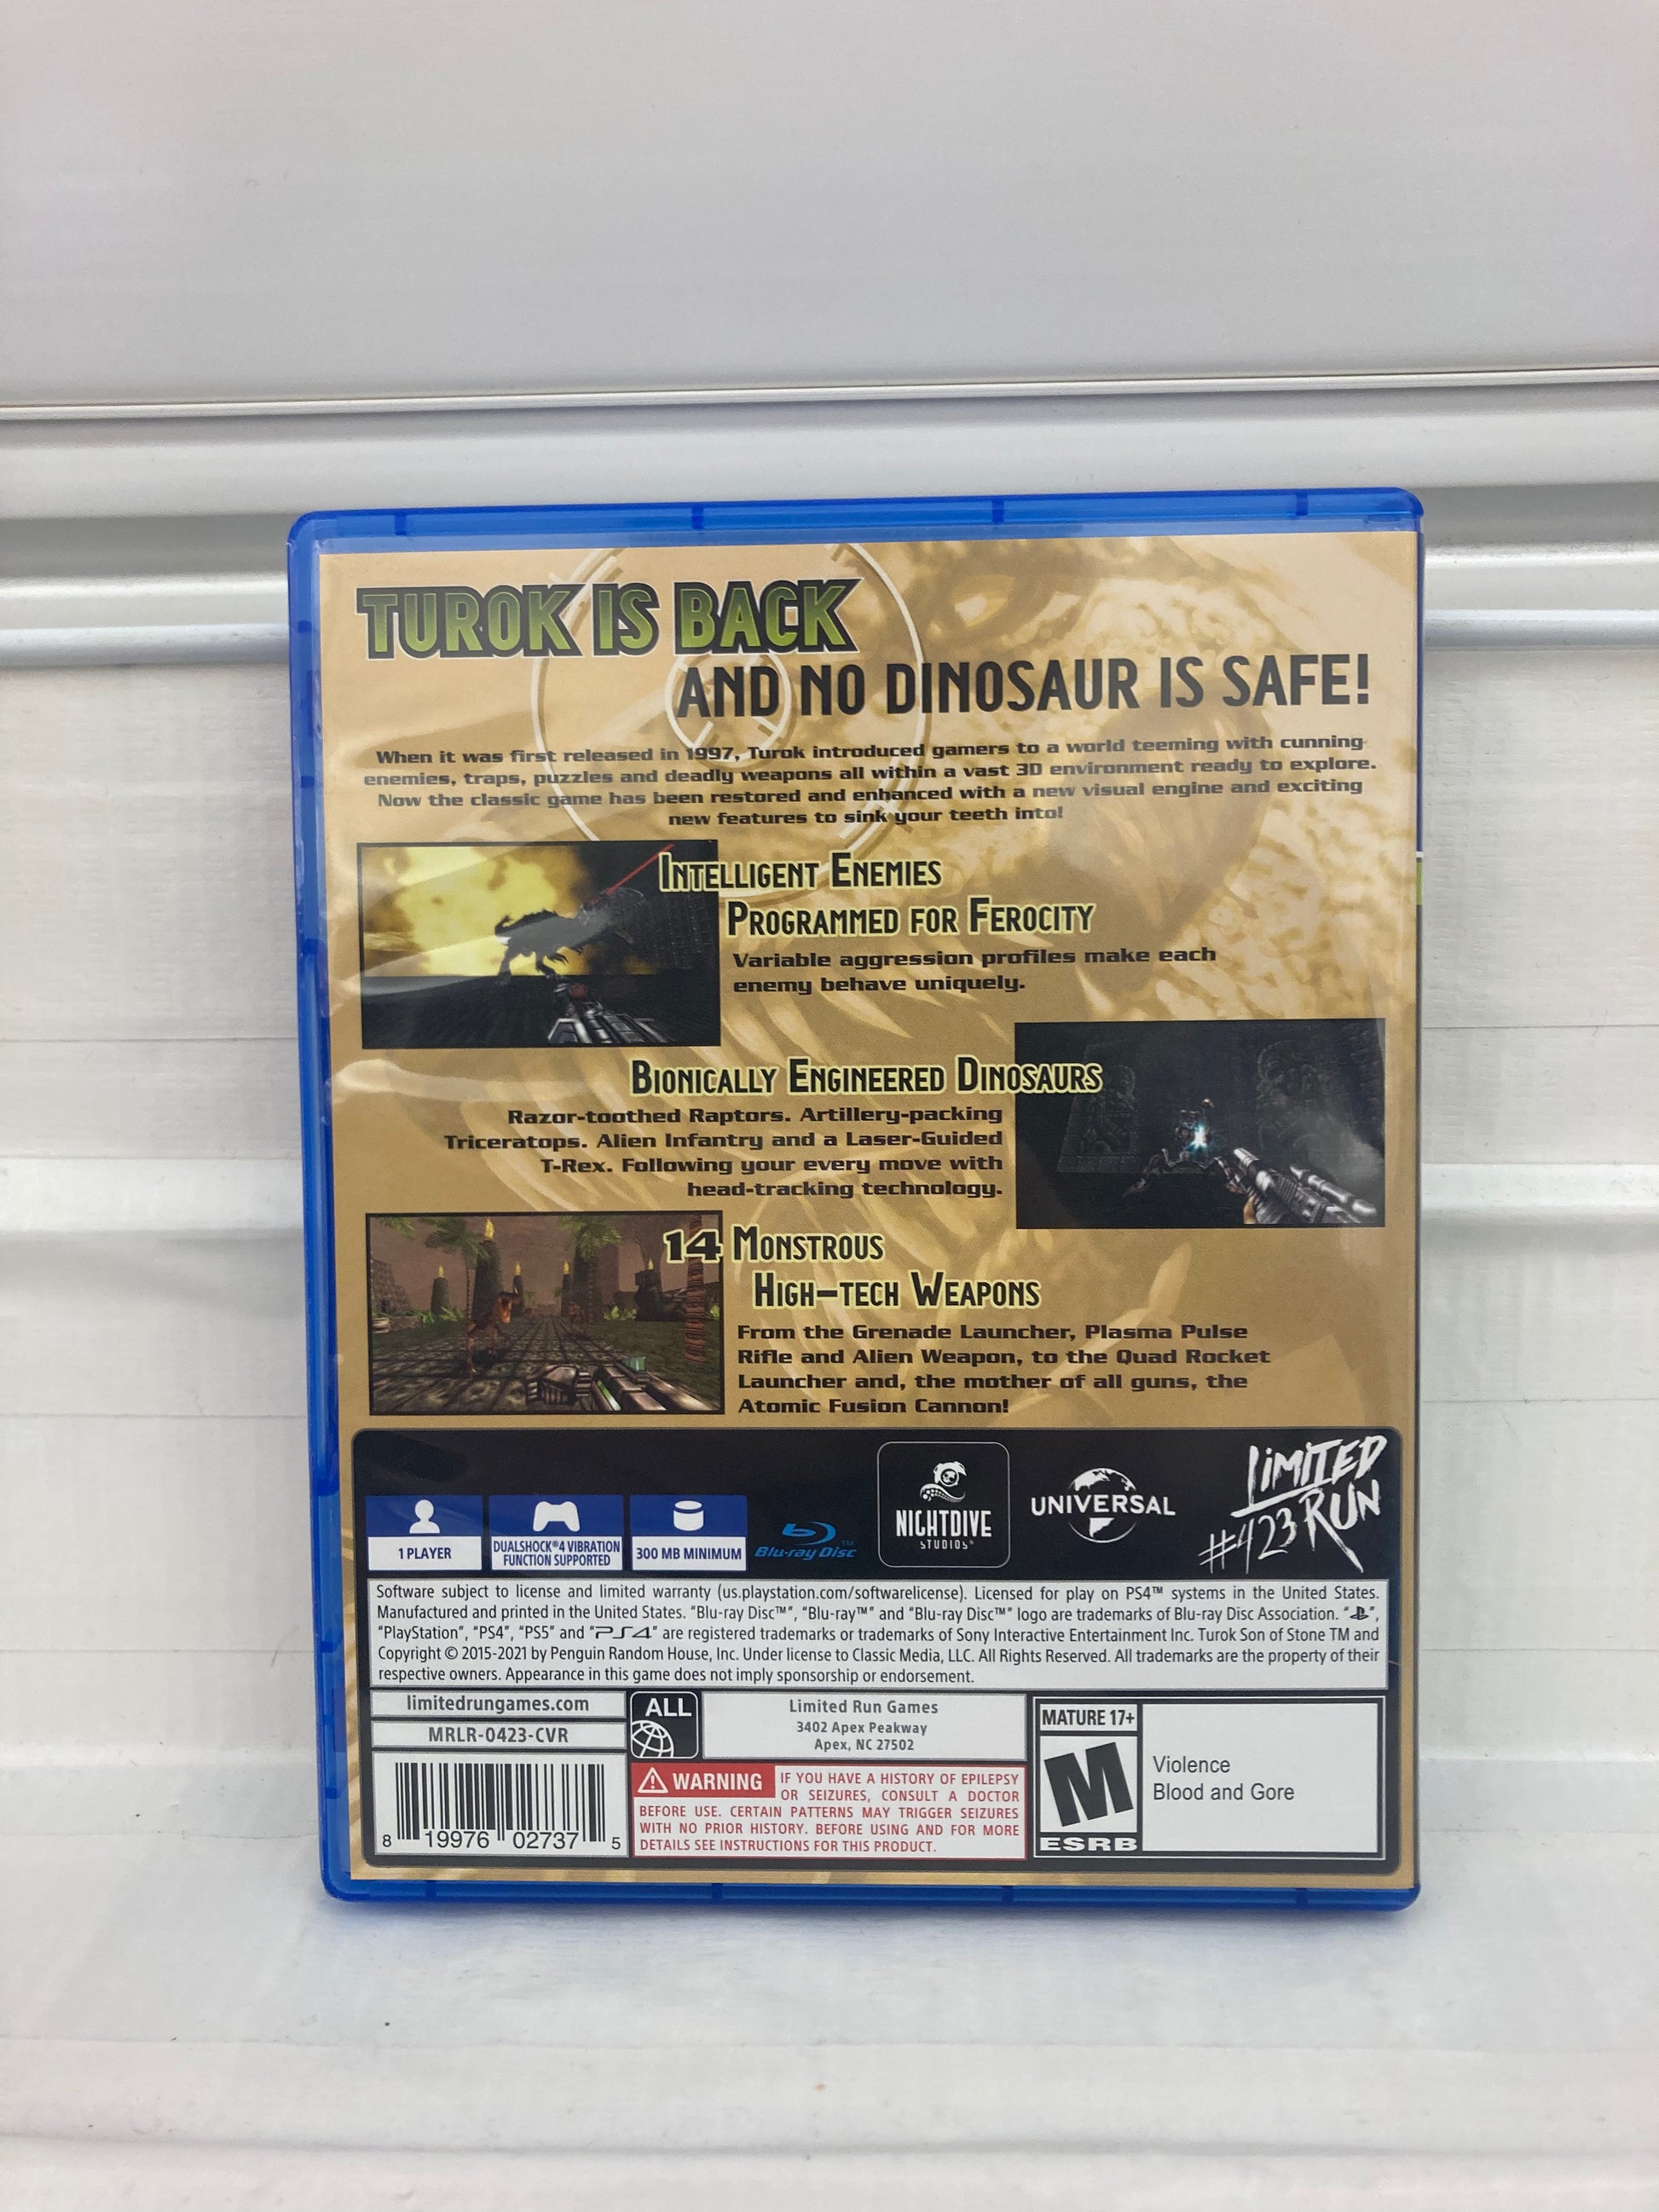 TUROK IS BACK
AND NO DINOSAUR IS SAFE!
When it was first released in 1997, Turok introduced gamers to a world teeming with cunning
enemies, traps, puzzles and deadly weapons all within a vast 3D environment ready to explore.
Now the classic game has been restored and enhanced with a new visual engine and exciting
new features to sink your teeth into!
INTELLIGENT ENEMIES
PROGRAMMED FOR FEROCITY
Variable aggression profiles make each
enemy behave uniquely.
BIONICALLY ENGINEERED DINOSAURS
Razor-toothed Raptors. Artillery-packing
Triceratops. Alien Infantry and a Laser-Guided
T-Rex. Following your every move with
head-tracking technology.
14 MONSTROUS
HIGH-TECH WEAPONS
From the Grenade Launcher, Plasma Pulse
Rifle and Alien Weapon, to the Quad Rocket
Launcher and, the mother of all guns, the
Atomic Fusion Cannon!
1 PLAYER
DUALSHOCK®4 VIBRATION
FUNCTION SUPPORTED
300 MB MINIMUM
Blu-ray Disc™
NIGHTDIVE
STUDIOS®
UNIVERSAL
LIMITED
RUN
#423
Software subject to license and limited warranty (us.playstation.com/softwarelicense). Licensed for play on PS4™ systems in the United States.
Manufactured and printed in the United States. "Blu-ray Disc™", "Blu-ray™" and "Blu-ray Disc™" logo are trademarks of Blu-ray Disc Association. "PS",
"PlayStation", "PS4", "PS5" and "PS4" are registered trademarks or trademarks of Sony Interactive Entertainment Inc. Turok Son of Stone TM and
Copyright © 2015-2021 by Penguin Random House, Inc. Under license to Classic Media, LLC. All Rights Reserved. All trademarks are the property of their
respective owners. Appearance in this game does not imply sponsorship or endorsement.
limitedrungames.com
MRLR-0423-CVR
8 19976 02737 5
ALL
Limited Run Games
3402 Apex Peakway
Apex, NC 27502
WARNING IF YOU HAVE A HISTORY OF EPILEPSY
OR SEIZURES, CONSULT A DOCTOR
BEFORE USE. CERTAIN PATTERNS MAY TRIGGER SEIZURES
WITH NO PRIOR HISTORY. BEFORE USING AND FOR MORE
DETAILS SEE INSTRUCTIONS FOR THIS PRODUCT.
MATURE 17+
M
ESRB
Violence
Blood and Gore